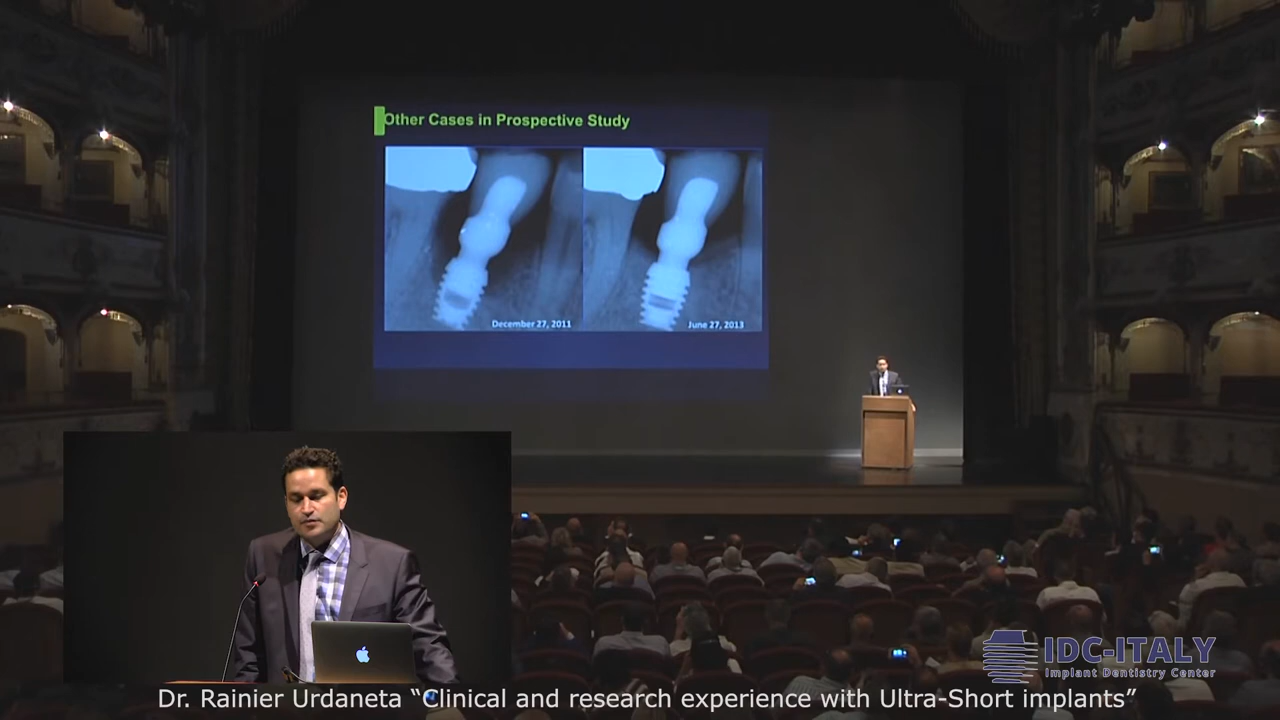 Other Cases in Prospective Study
December 27, 2011
June 27, 2013
IDC-ITALY
Implant Dentistry Center
Dr. Rainier Urdaneta “Clinical and research experience with Ultra-Short implants”